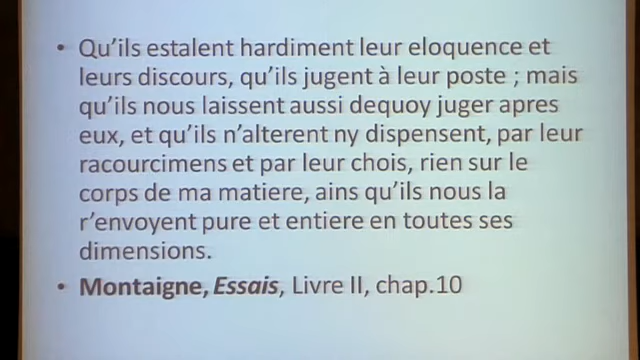 • Qu'ils estalent hardiment leur eloquence et
leurs discours, qu'ils jugent à leur poste ; mais
qu'ils nous laissent aussi dequoy juger apres
eux, et qu'ils n'alterent ny dispensent, par leur
racourcimens et par leur chois, rien sur le
corps de ma matiere, ains qu'ils nous la
r'envoyent pure et entiere en toutes ses
dimensions.
• Montaigne, Essais, Livre II, chap.10